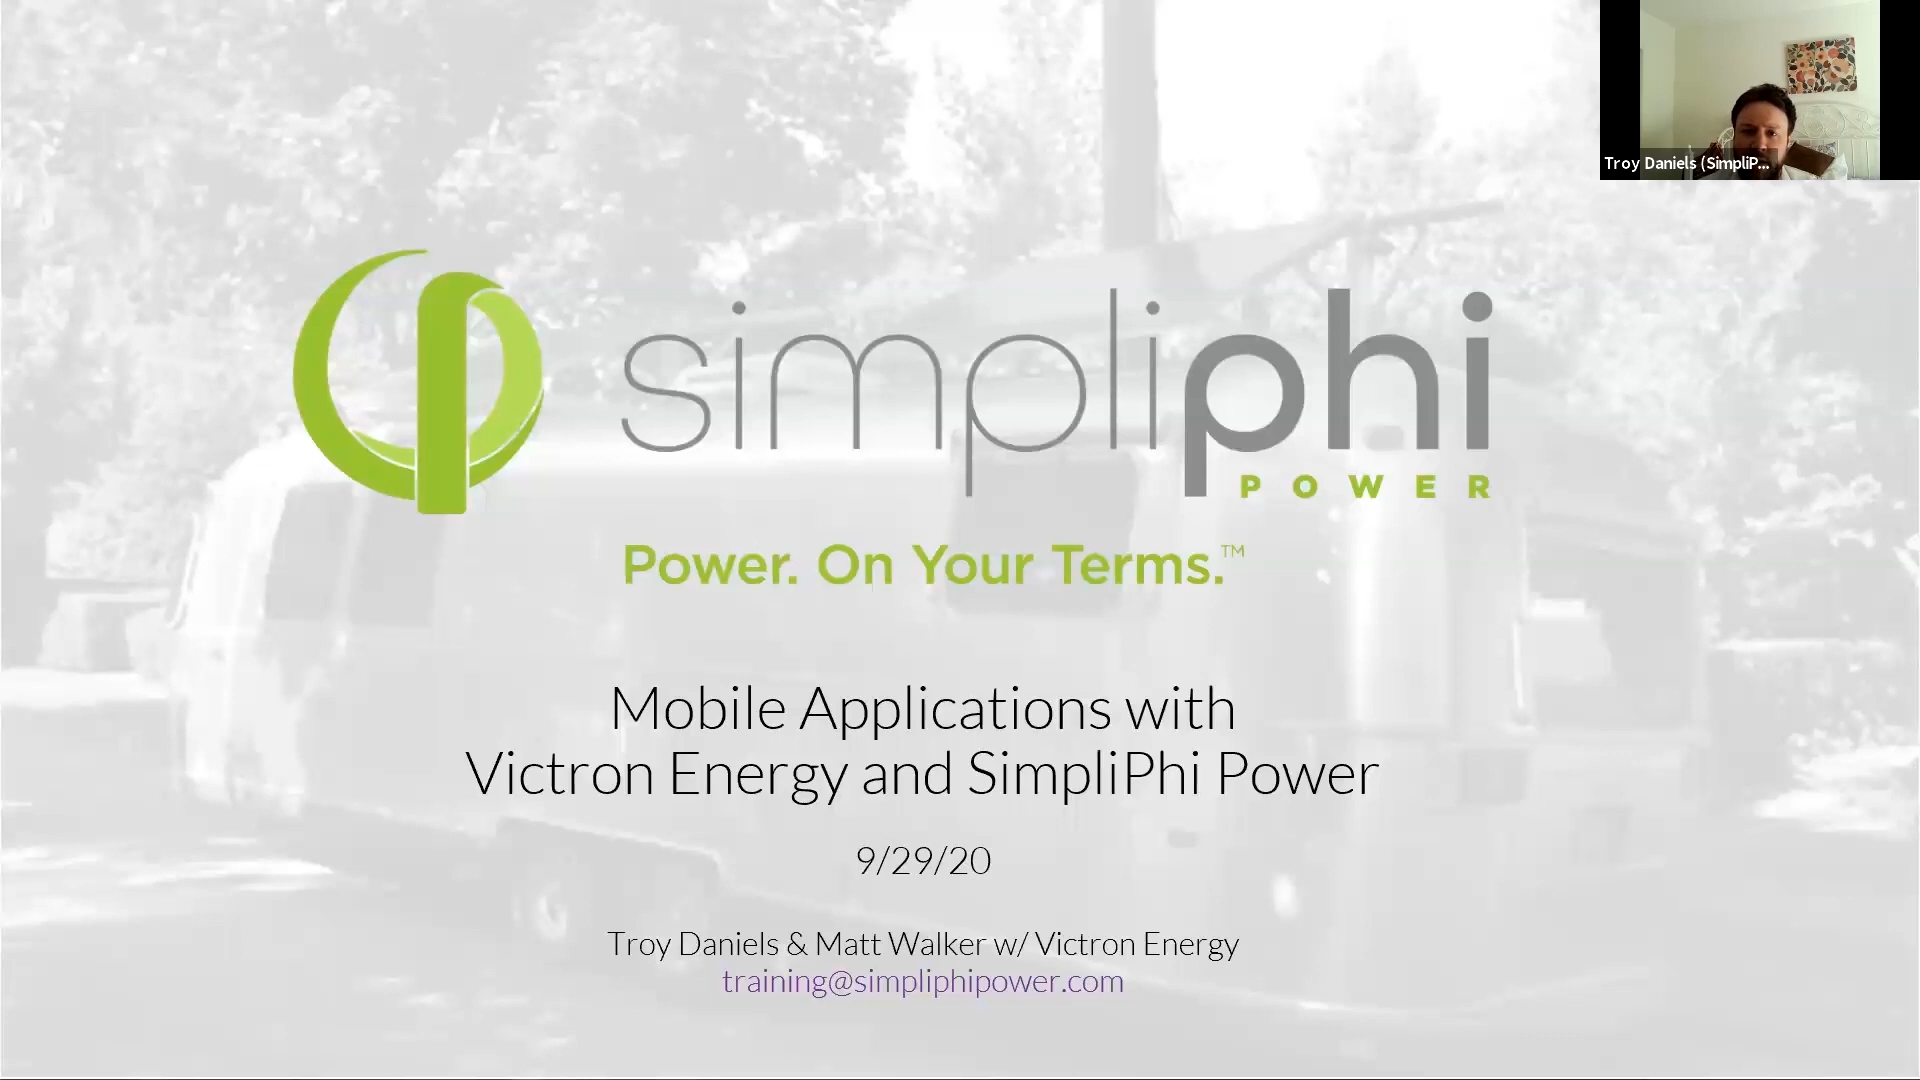 Troy Daniels (SimpliP...
simpliphi
POWER
Power. On Your Terms.™
Mobile Applications with
Victron Energy and SimpliPhi Power
9/29/20
Troy Daniels & Matt Walker w/ Victron Energy
training@simpliphipower.com